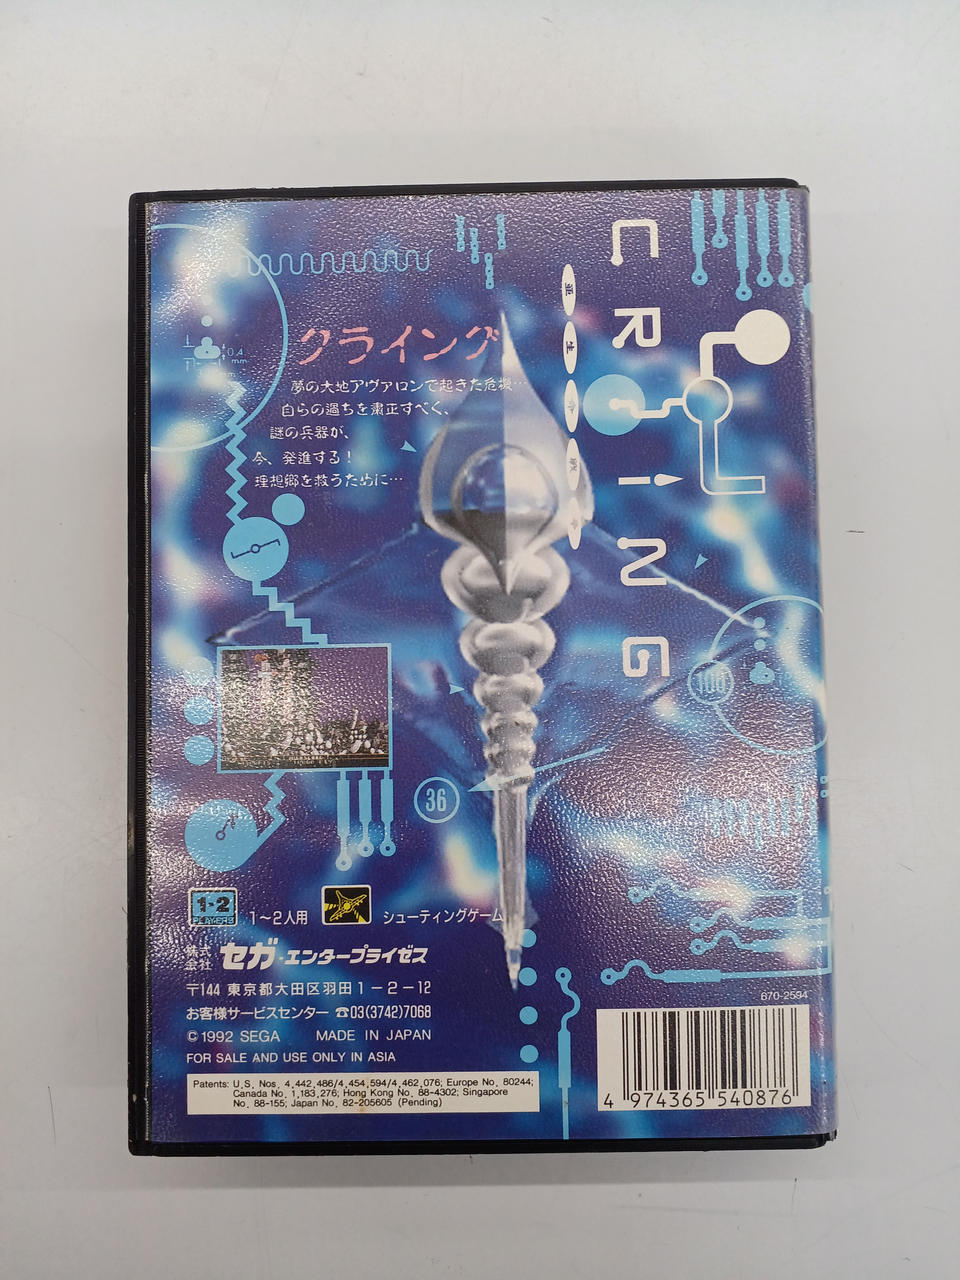 CRiNG
亜生命戦争
クライング
夢の大地アヴァロンで起きた危機…
自らの過ちを粛正すべく、
謎の兵器が、
今、発進する！
理想郷を救うために…
0.4
mm
100
36
1-2
PLAYERS
1～2人用
シューティングゲーム
株式会社 セガ・エンタープライゼス
〒144 東京都大田区羽田1-2-12
お客様サービスセンター ☎03(3742)7068
©1992 SEGA MADE IN JAPAN
FOR SALE AND USE ONLY IN ASIA
Patents: U.S. Nos. 4,442,486/4,454,594/4,462,076; Europe No. 80244;
Canada No. 1,183,276; Hong Kong No. 88-4302; Singapore
No. 88-155; Japan No. 82-205605 (Pending)
670-2594
4 974365 540876